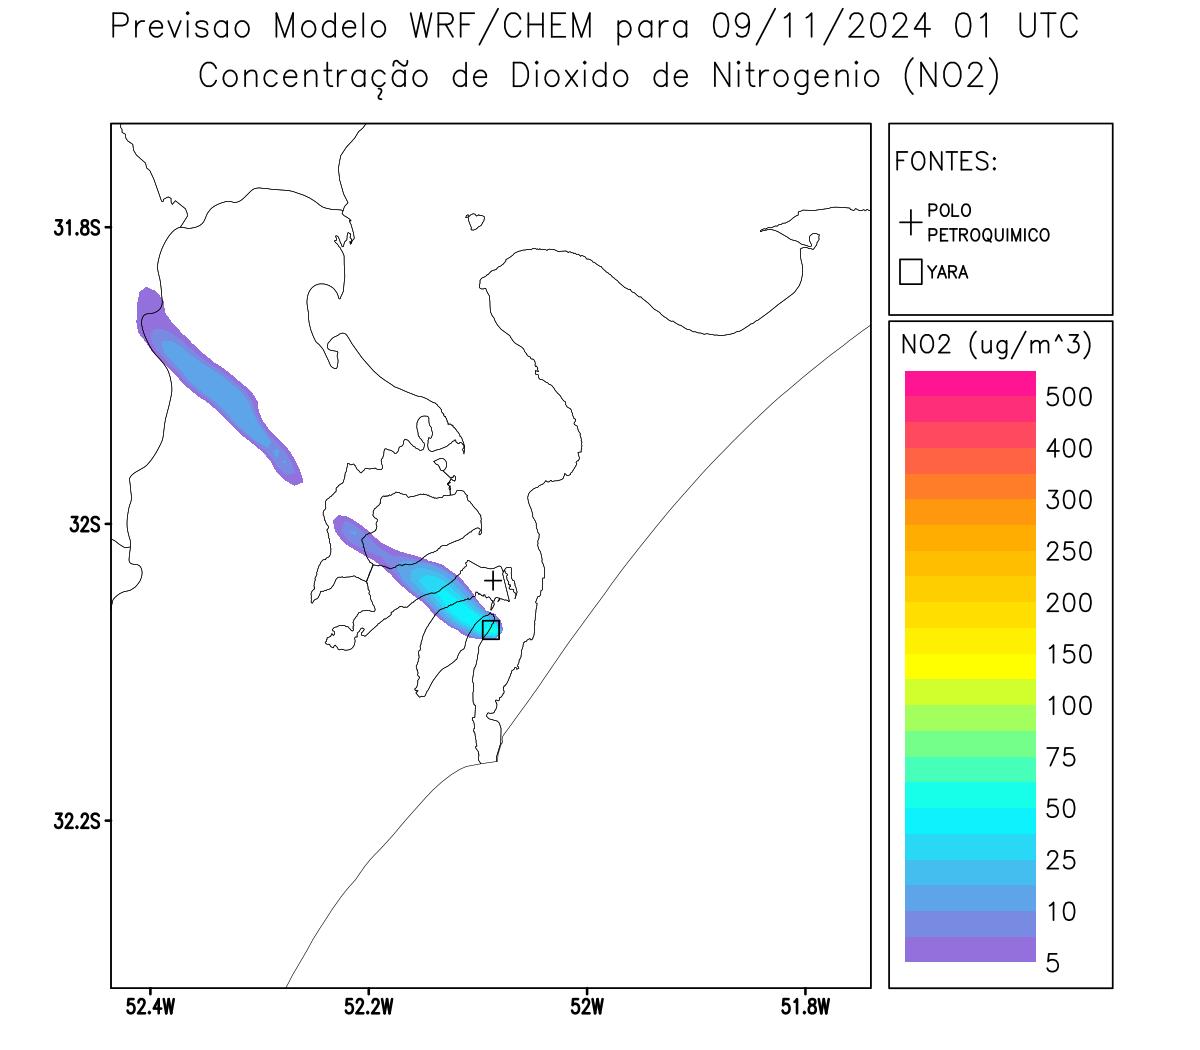 Previsao Modelo WRF/CHEM para 09/11/2024 01 UTC
Concentração de Dioxido de Nitrogenio (NO2)
FONTES:
POLO
PETROQUIMICO
YARA
NO2 (ug/m^3)
500
400
300
250
200
150
100
75
50
25
10
5
31.8S
32S
32.2S
52.4W
52.2W
52W
51.8W